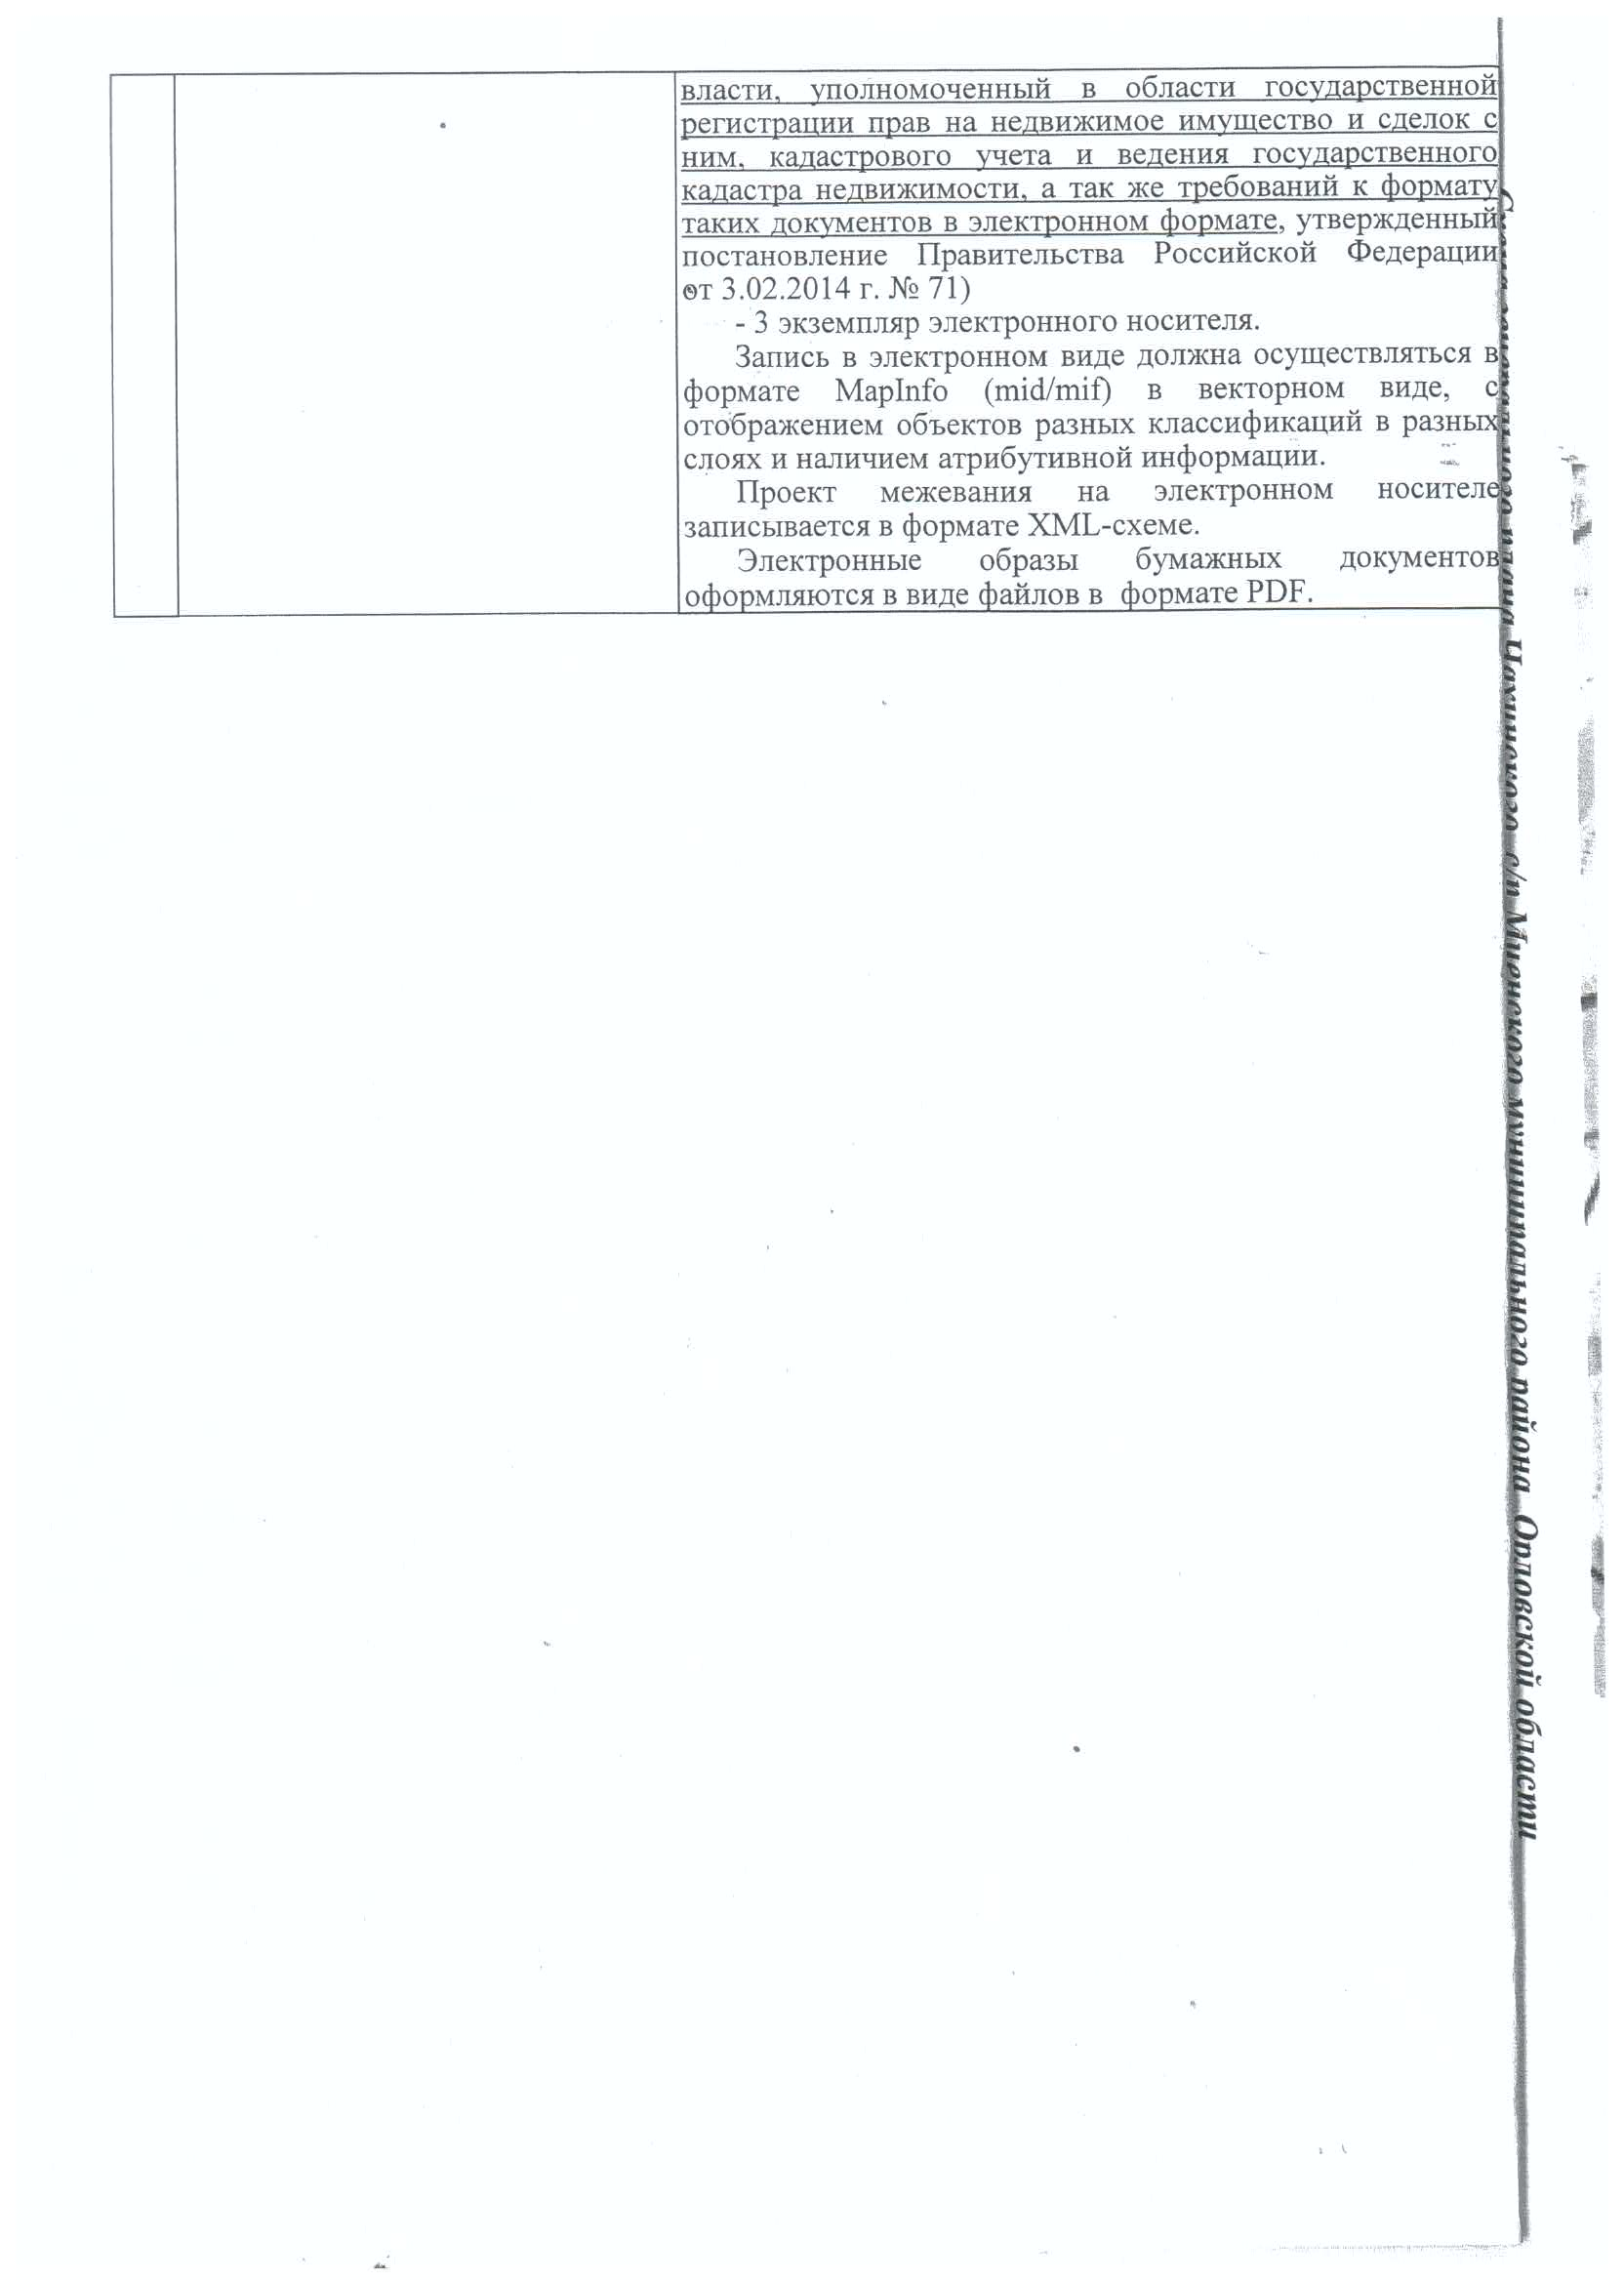 власти, уполномоченный в области государственной
регистрации прав на недвижимое имущество и сделок с
ним, кадастрового учета и ведения государственного
кадастра недвижимости, а так же требований к формату
таких документов в электронном формате, утвержденный
постановление Правительства Российской Федерации
от 3.02.2014 г. № 71)
- 3 экземпляр электронного носителя.
Запись в электронном виде должна осуществляться в
формате MapInfo (mid/mif) в векторном виде, с
отображением объектов разных классификаций в разных
слоях и наличием атрибутивной информации.
Проект межевания на электронном носителе
записывается в формате XML-схеме.
Электронные образы бумажных документов
оформляются в виде файлов в формате PDF.
с/п Мценского муниципального района Орловской области